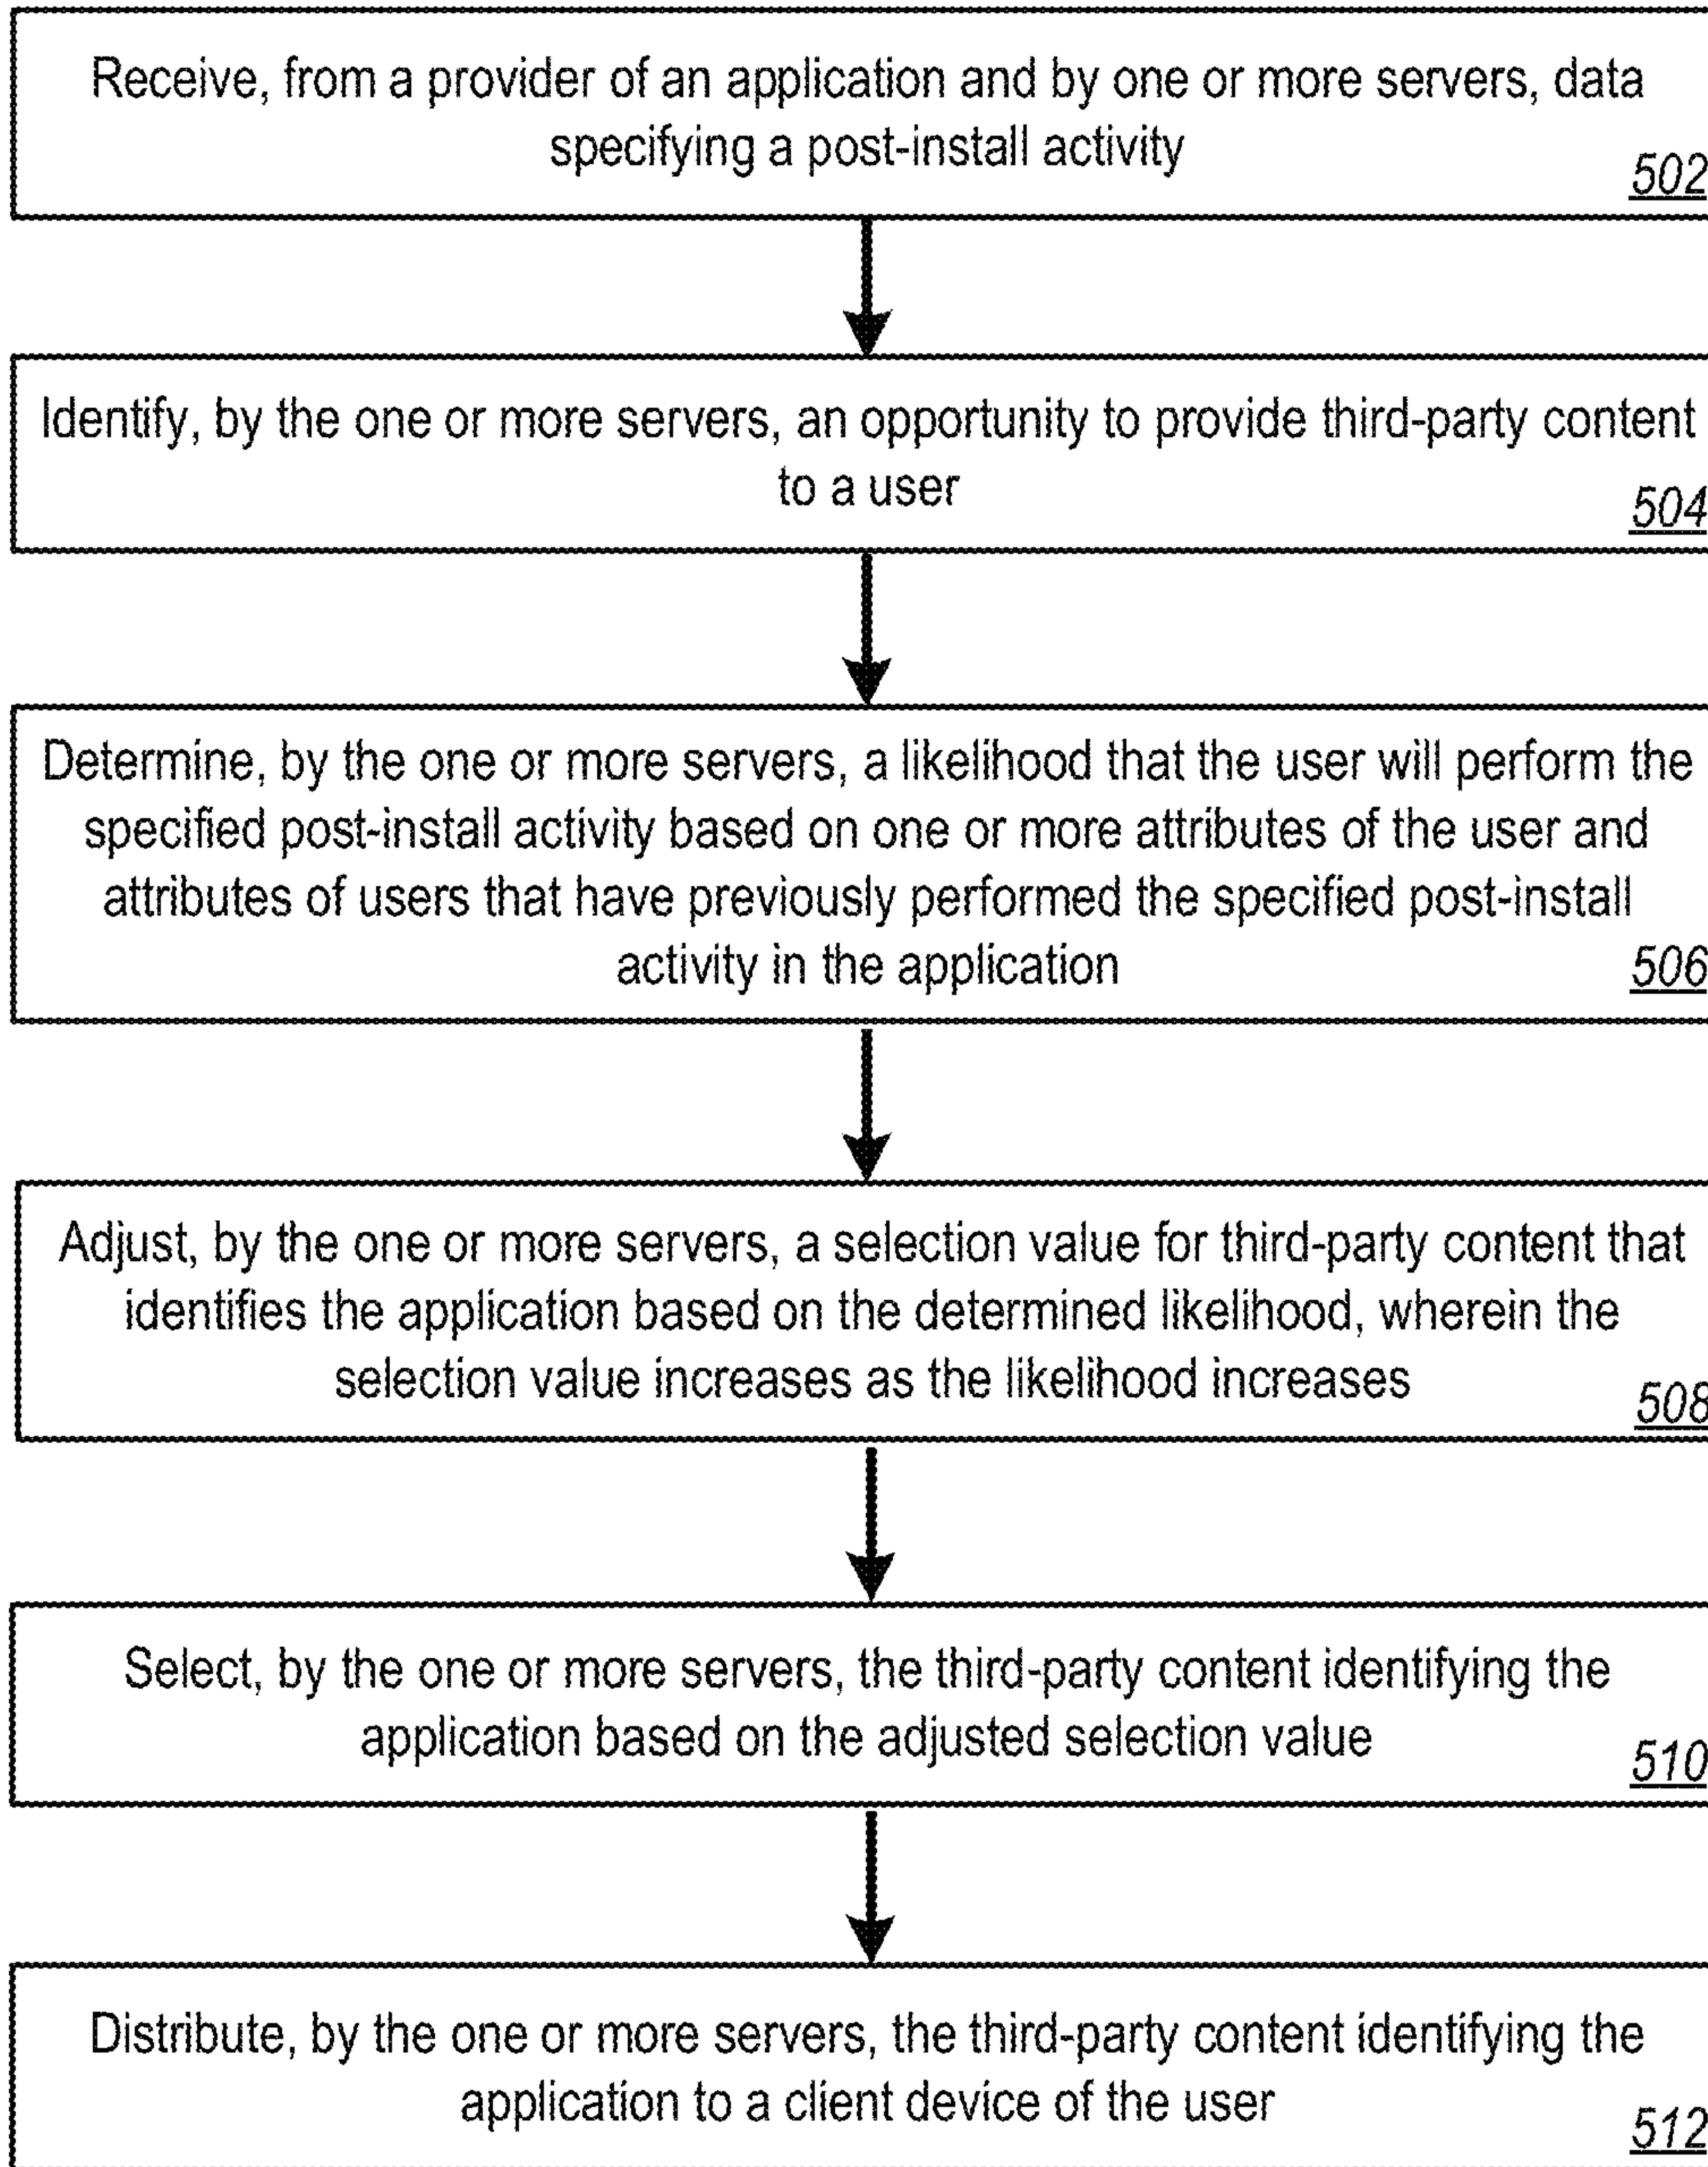 Receive, from a provider of an application and by one or more servers, data
specifying a post-install activity
502
Identify, by the one or more servers, an opportunity to provide third-party content
to a user
504
Determine, by the one or more servers, a likelihood that the user will perform the
specified post-install activity based on one or more attributes of the user and
attributes of users that have previously performed the specified post-install
activity in the application
506
Adjust, by the one or more servers, a selection value for third-party content that
identifies the application based on the determined likelihood, wherein the
selection value increases as the likelihood increases
508
Select, by the one or more servers, the third-party content identifying the
application based on the adjusted selection value
510
Distribute, by the one or more servers, the third-party content identifying the
application to a client device of the user
512